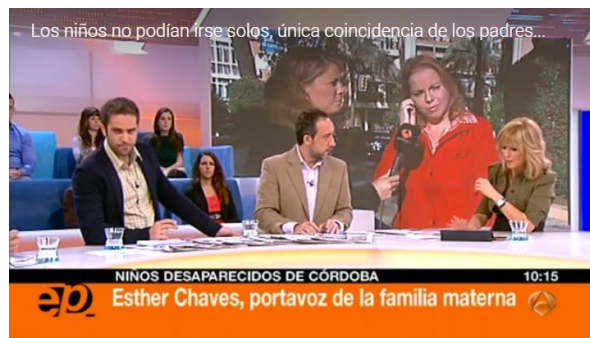 Los niños no podían irse solos, única coincidencia de los padres...
NIÑOS DESAPARECIDOS DE CÓRDOBA 10:15
ep_ Esther Chaves, portavoz de la familia materna